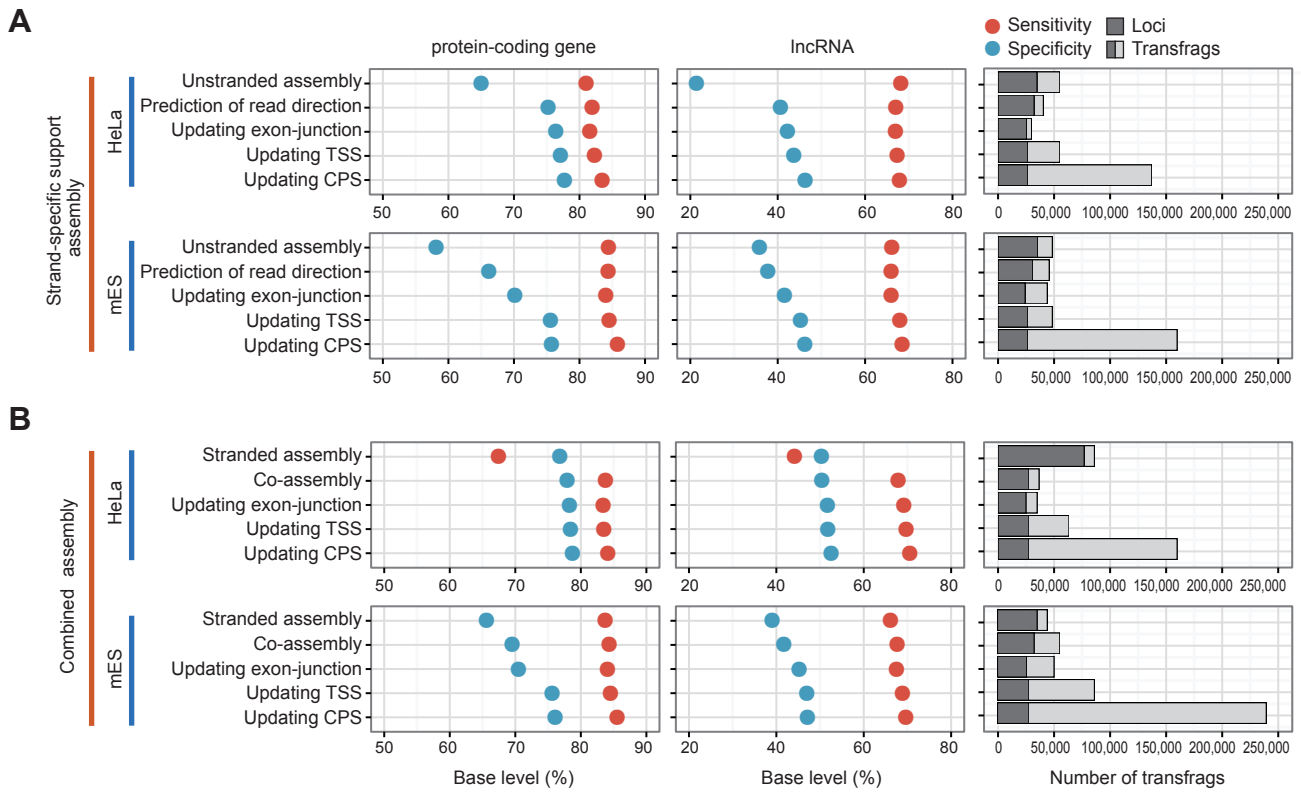 A
protein-coding gene
lncRNA
Sensitivity
Specificity
Loci
Transfrags
Strand-specific support
assembly
HeLa
Unstranded assembly
Prediction of read direction
Updating exon-junction
Updating TSS
Updating CPS
50 60 70 80 90
20 40 60 80
0 50,000 100,000 150,000 200,000 250,000
mES
Unstranded assembly
Prediction of read direction
Updating exon-junction
Updating TSS
Updating CPS
50 60 70 80 90
20 40 60 80
0 50,000 100,000 150,000 200,000 250,000
B
Combined assembly
HeLa
Stranded assembly
Co-assembly
Updating exon-junction
Updating TSS
Updating CPS
50 60 70 80 90
20 40 60 80
0 50,000 100,000 150,000 200,000 250,000
mES
Stranded assembly
Co-assembly
Updating exon-junction
Updating TSS
Updating CPS
50 60 70 80 90
20 40 60 80
0 50,000 100,000 150,000 200,000 250,000
Base level (%)
Base level (%)
Number of transfrags